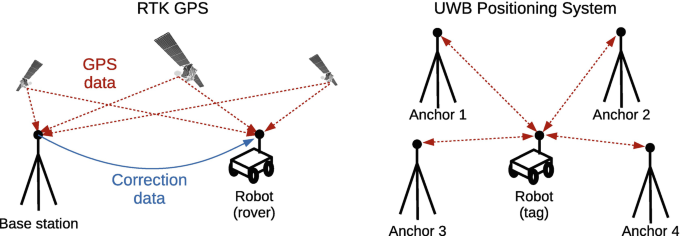 RTK GPS
GPS
data
Correction
data
Base station
Robot
(rover)
UWB Positioning System
Anchor 1
Anchor 2
Anchor 3
Robot
(tag)
Anchor 4